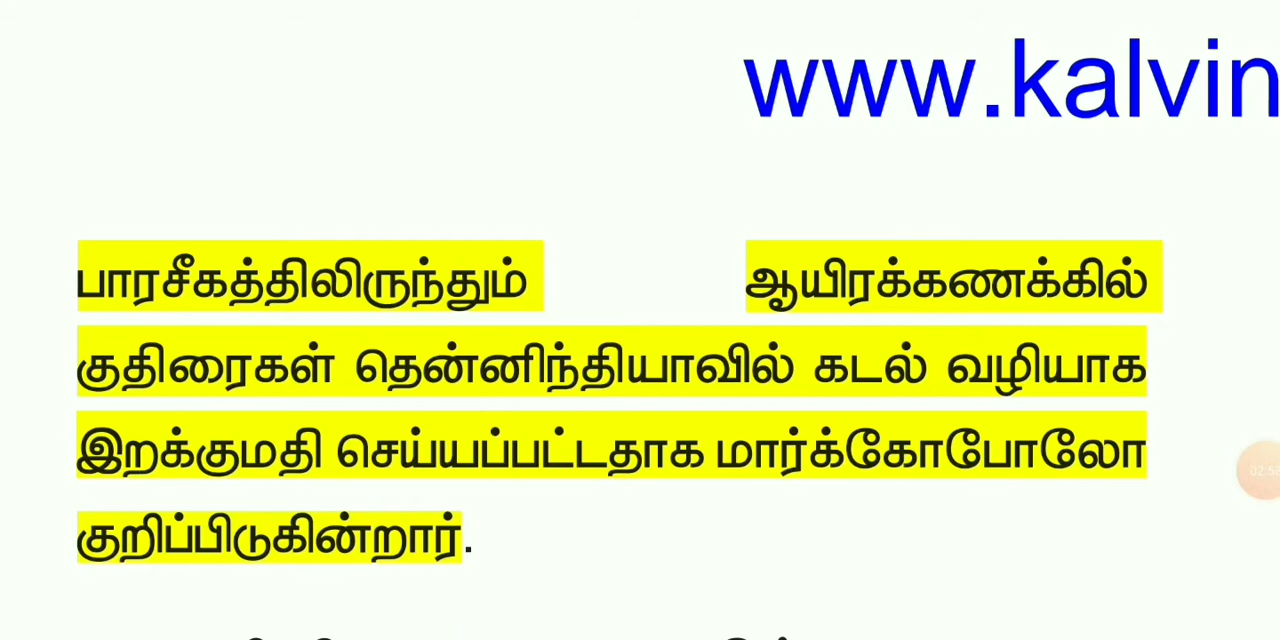 www.kalvin
பாரசீகத்திலிருந்தும் ஆயிரக்கணக்கில்
குதிரைகள் தென்னிந்தியாவில் கடல் வழியாக
இறக்குமதி செய்யப்பட்டதாக மார்க்கோபோலோ
குறிப்பிடுகின்றார்.